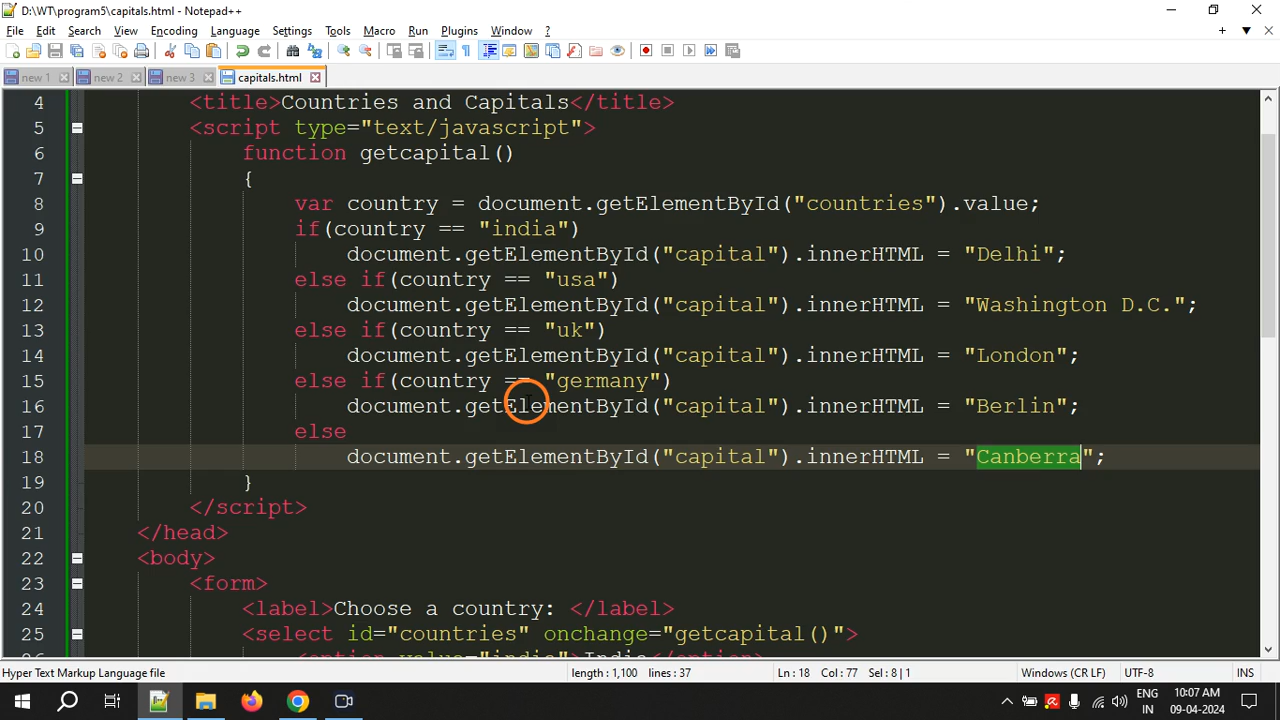 D:\WT\program5\capitals.html - Notepad++
File Edit Search View Encoding Language Settings Tools Macro Run Plugins Window ?
new 1 new 2 new 3 capitals.html
4 <title>Countries and Capitals</title>
5 <script type="text/javascript">
6 function getcapital()
7 {
8 var country = document.getElementById("countries").value;
9 if(country == "india")
10 document.getElementById("capital").innerHTML = "Delhi";
11 else if(country == "usa")
12 document.getElementById("capital").innerHTML = "Washington D.C.";
13 else if(country == "uk")
14 document.getElementById("capital").innerHTML = "London";
15 else if(country == "germany")
16 document.getElementById("capital").innerHTML = "Berlin";
17 else
18 document.getElementById("capital").innerHTML = "Canberra";
19 }
20 </script>
21 </head>
22 <body>
23 <form>
24 <label>Choose a country: </label>
25 <select id="countries" onchange="getcapital()">
26 <option value="india">India</option>
Hyper Text Markup Language file length : 1,100 lines : 37 Ln : 18 Col : 77 Sel : 8 | 1 Windows (CR LF) UTF-8 INS
ENG 10:07 AM
IN 09-04-2024